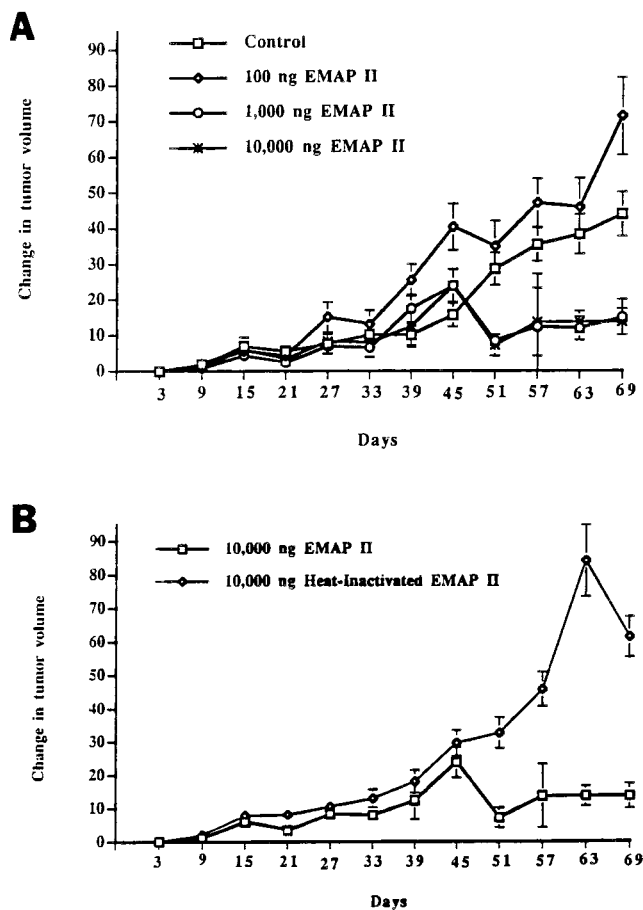 A
Change in tumor volume
90
80
70
60
50
40
30
20
10
0
Control
100 ng EMAP II
1,000 ng EMAP II
10,000 ng EMAP II
3 9 15 21 27 33 39 45 51 57 63 69
Days
B
Change in tumor volume
90
80
70
60
50
40
30
20
10
0
10,000 ng EMAP II
10,000 ng Heat-Inactivated EMAP II
3 9 15 21 27 33 39 45 51 57 63 69
Days